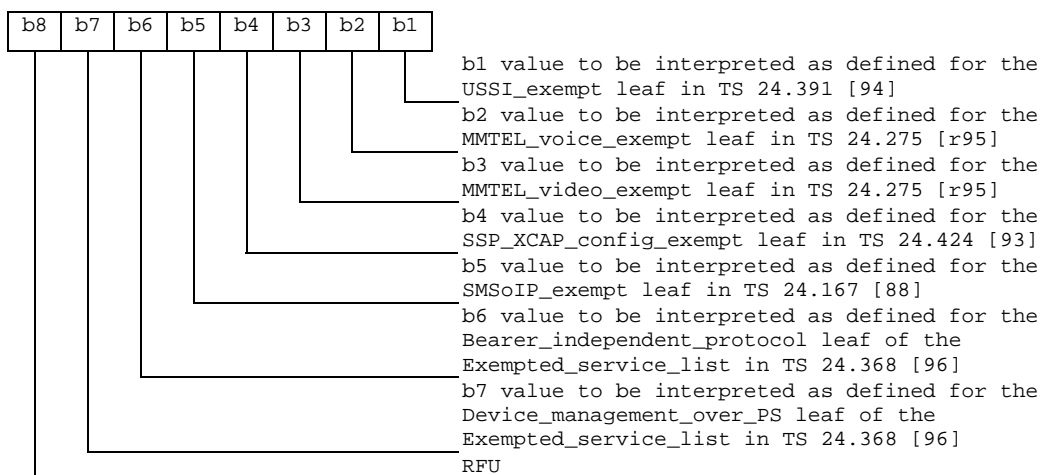 b8 b7 b6 b5 b4 b3 b2 b1
b1 value to be interpreted as defined for the
USSI_exempt leaf in TS 24.391 [94]
b2 value to be interpreted as defined for the
MMTEL_voice_exempt leaf in TS 24.275 [r95]
b3 value to be interpreted as defined for the
MMTEL_video_exempt leaf in TS 24.275 [r95]
b4 value to be interpreted as defined for the
SSP_XCAP_config_exempt leaf in TS 24.424 [93]
b5 value to be interpreted as defined for the
SMSoIP_exempt leaf in TS 24.167 [88]
b6 value to be interpreted as defined for the
Bearer_independent_protocol leaf of the
Exempted_service_list in TS 24.368 [96]
b7 value to be interpreted as defined for the
Device_management_over_PS leaf of the
Exempted_service_list in TS 24.368 [96]
RFU